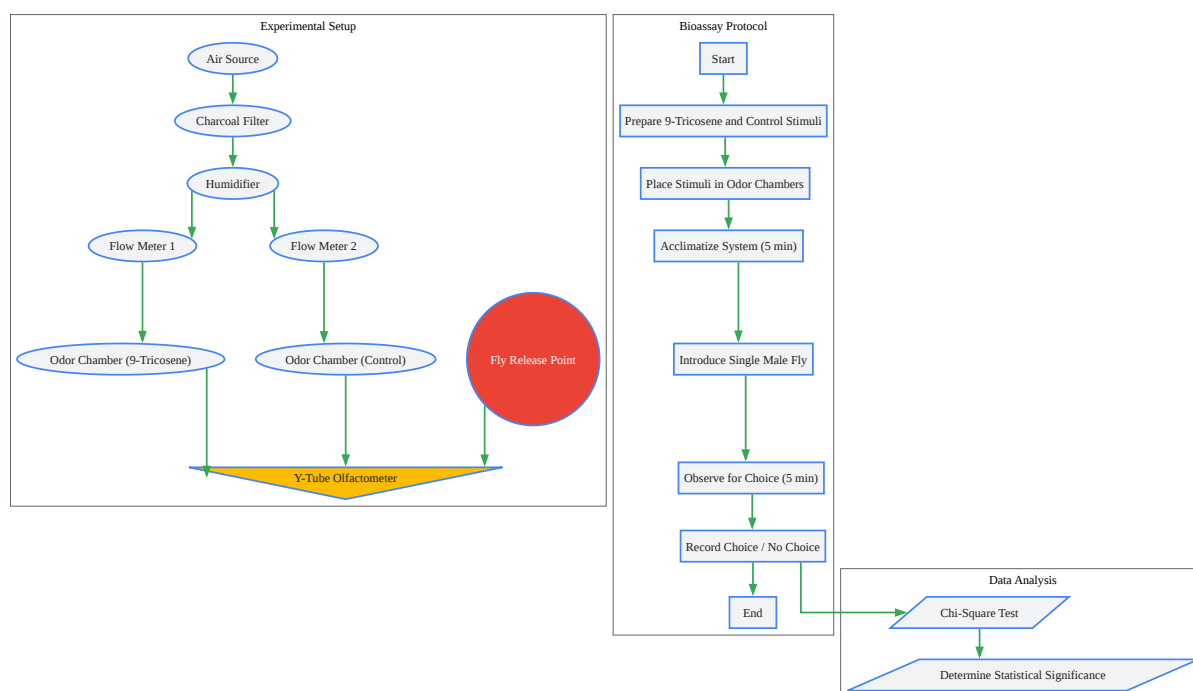 Experimental Setup
Air Source
Charcoal Filter
Humidifier
Flow Meter 1
Flow Meter 2
Odor Chamber (9-Tricosene)
Odor Chamber (Control)
Fly Release Point
Y-Tube Olfactometer
Bioassay Protocol
Start
Prepare 9-Tricosene and Control Stimuli
Place Stimuli in Odor Chambers
Acclimatize System (5 min)
Introduce Single Male Fly
Observe for Choice (5 min)
Record Choice / No Choice
End
Data Analysis
Chi-Square Test
Determine Statistical Significance